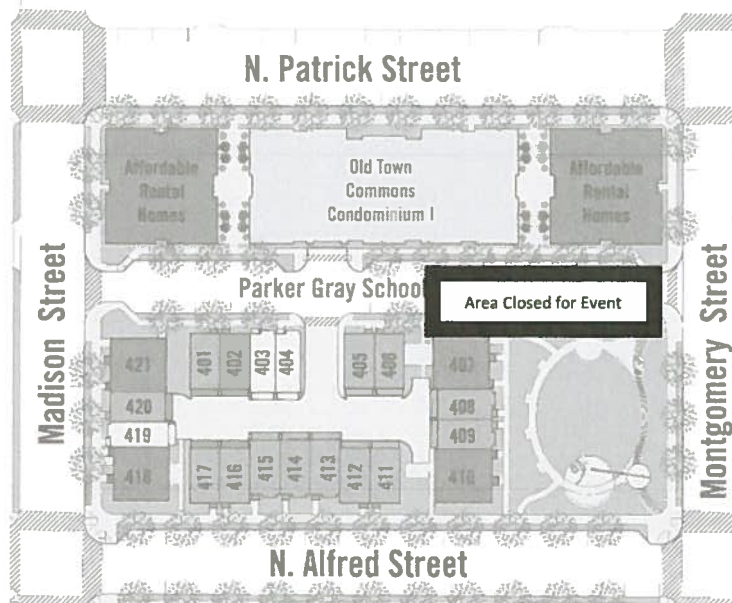 N. Patrick Street
Affordable
Rental
Homes
Old Town
Commons
Condominium I
Affordable
Rental
Homes
Madison Street
Montgomery Street
Parker Gray School
Area Closed for Event
421
401
402
403
404
405
406
407
420
408
419
409
418
417
416
415
414
413
412
411
410
N. Alfred Street